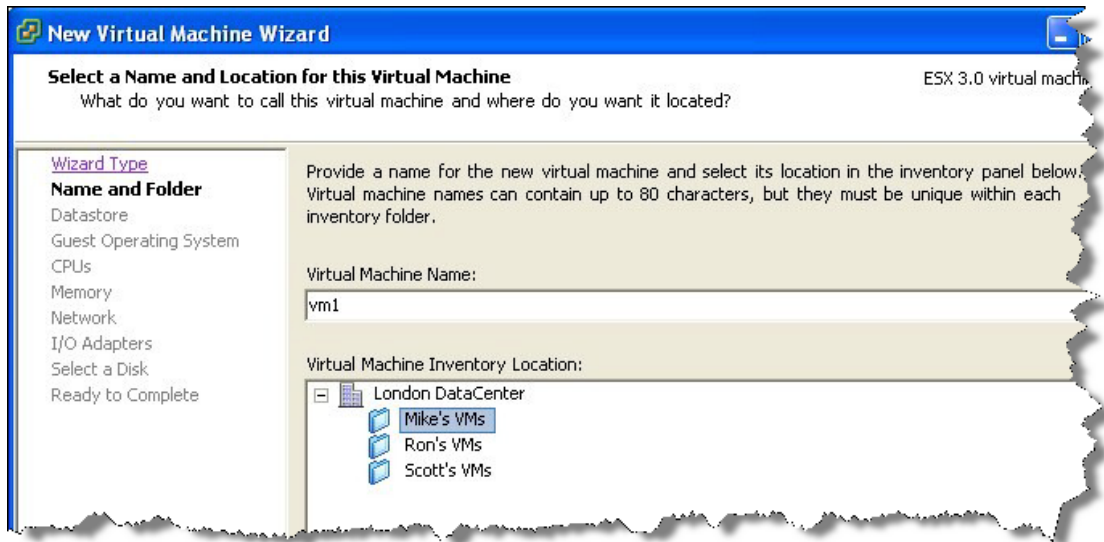 New Virtual Machine Wizard
Select a Name and Location for this Virtual Machine
ESX 3.0 virtual
What do you want to call this virtual machine and where do you want it located?
Wizard Type
Name and Folder
Datastore
Guest Operating System
CPUs
Memory
Network
I/O Adapters
Select a Disk
Ready to Complete
Provide a name for the new virtual machine and select its location in the inventory panel below.
Virtual machine names can contain up to 80 characters, but they must be unique within each
inventory folder.
Virtual Machine Name:
vm1
Virtual Machine Inventory Location:
London DataCenter
Mike's VMs
Ron's VMs
Scott's VMs